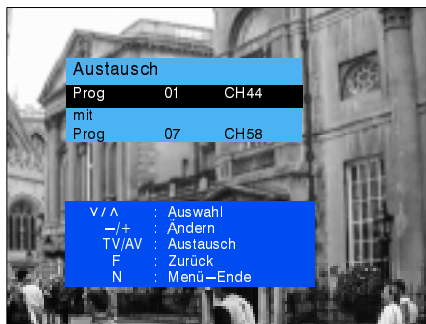 Austausch
Prog 01 CH44
mit
Prog 07 CH58
∨/∧ : Auswahl
–/+ : Ändern
TV/AV : Austausch
F : Zurück
N : Menü–Ende